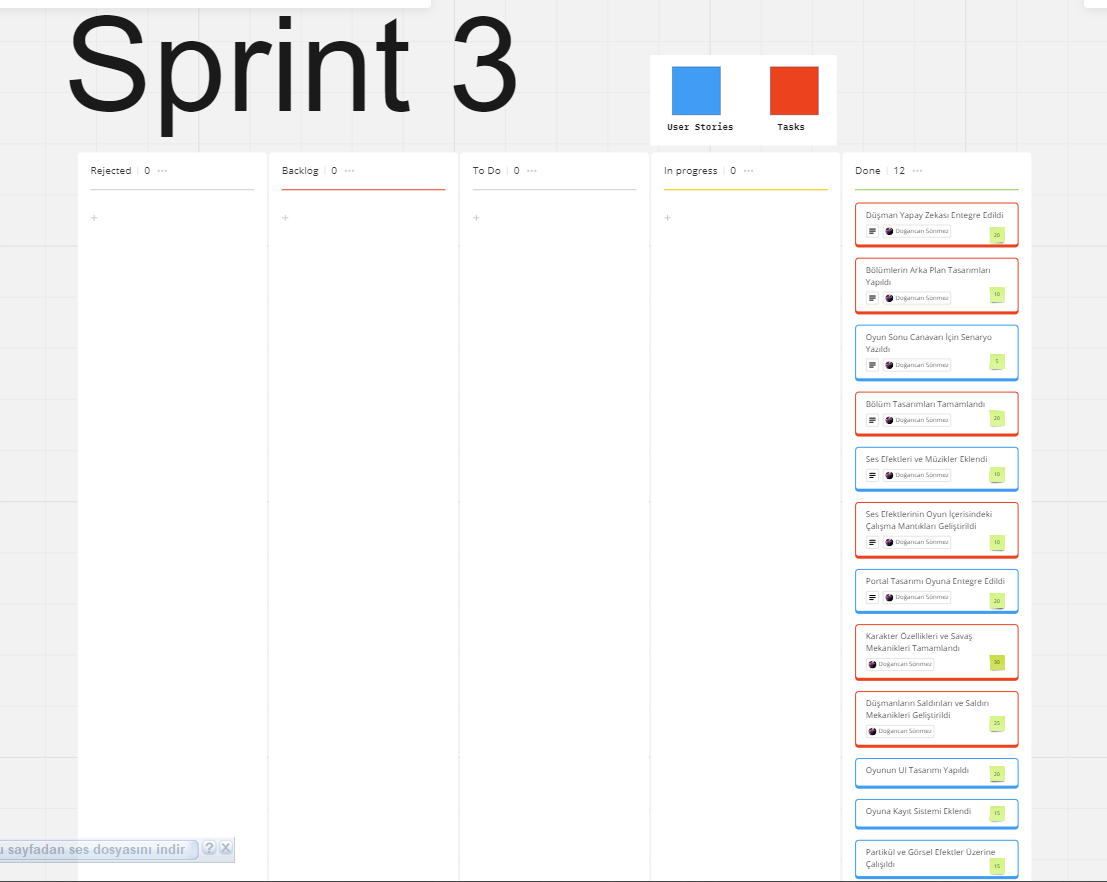 Sprint 3
User Stories
Tasks
Rejected 0 ...
Backlog 0 ...
To Do 0 ...
In progress 0 ...
Done 12 ...
+
+
+
+
Düşman Yapay Zekası Entegre Edildi
Doğancan Sönmez
20
Bölümlerin Arka Plan Tasarımları
Yapıldı
Doğancan Sönmez
10
Oyun Sonu Canavarı İçin Senaryo
Yazıldı
Doğancan Sönmez
5
Bölüm Tasarımları Tamamlandı
Doğancan Sönmez
20
Ses Efektleri ve Müzikler Eklendi
Doğancan Sönmez
10
Ses Efektlerinin Oyun İçerisindeki
Çalışma Mantıkları Geliştirildi
Doğancan Sönmez
10
Portal Tasarımı Oyuna Entegre Edildi
Doğancan Sönmez
20
Karakter Özellikleri ve Savaş
Mekanikleri Tamamlandı
Doğancan Sönmez
30
Düşmanların Saldırıları ve Saldırı
Mekanikleri Geliştirildi
Doğancan Sönmez
25
Oyunun UI Tasarımı Yapıldı
20
Oyuna Kayıt Sistemi Eklendi
15
Partikül ve Görsel Efektler Üzerine
Çalışıldı
15
u sayfadan ses dosyasını indir ? X